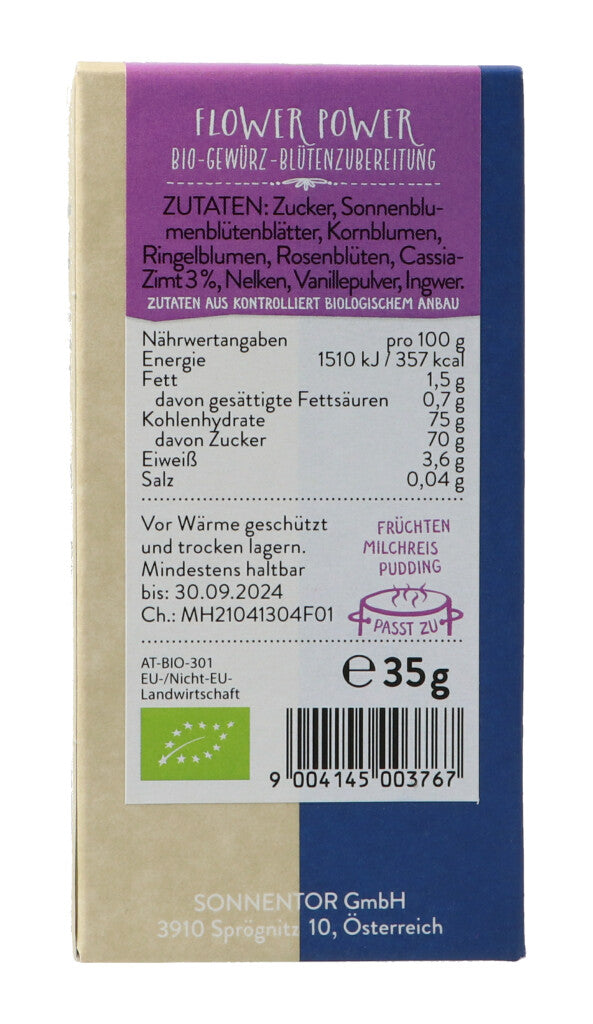 FLOWER POWER
BIO-GEWÜRZ-BLÜTENZUBEREITUNG
ZUTATEN: Zucker, Sonnenblu-
menblütenblätter, Kornblumen,
Ringelblumen, Rosenblüten, Cassia-
Zimt 3%, Nelken, Vanillepulver, Ingwer.
ZUTATEN AUS KONTROLLIERT BIOLOGISCHEM ANBAU
Nährwertangaben pro 100 g
Energie 1510 kJ / 357 kcal
Fett 1,5 g
davon gesättigte Fettsäuren 0,7 g
Kohlenhydrate 75 g
davon Zucker 70 g
Eiweiß 3,6 g
Salz 0,04 g
Vor Wärme geschützt
und trocken lagern.
Mindestens haltbar
bis: 30.09.2024
Ch.: MH21041304F01
FRÜCHTEN
MILCHREIS
PUDDING
PASST ZU
AT-BIO-301
EU-/Nicht-EU-
Landwirtschaft
℮ 35 g
9 004145 003767
SONNENTOR GmbH
3910 Sprögnitz 10, Österreich